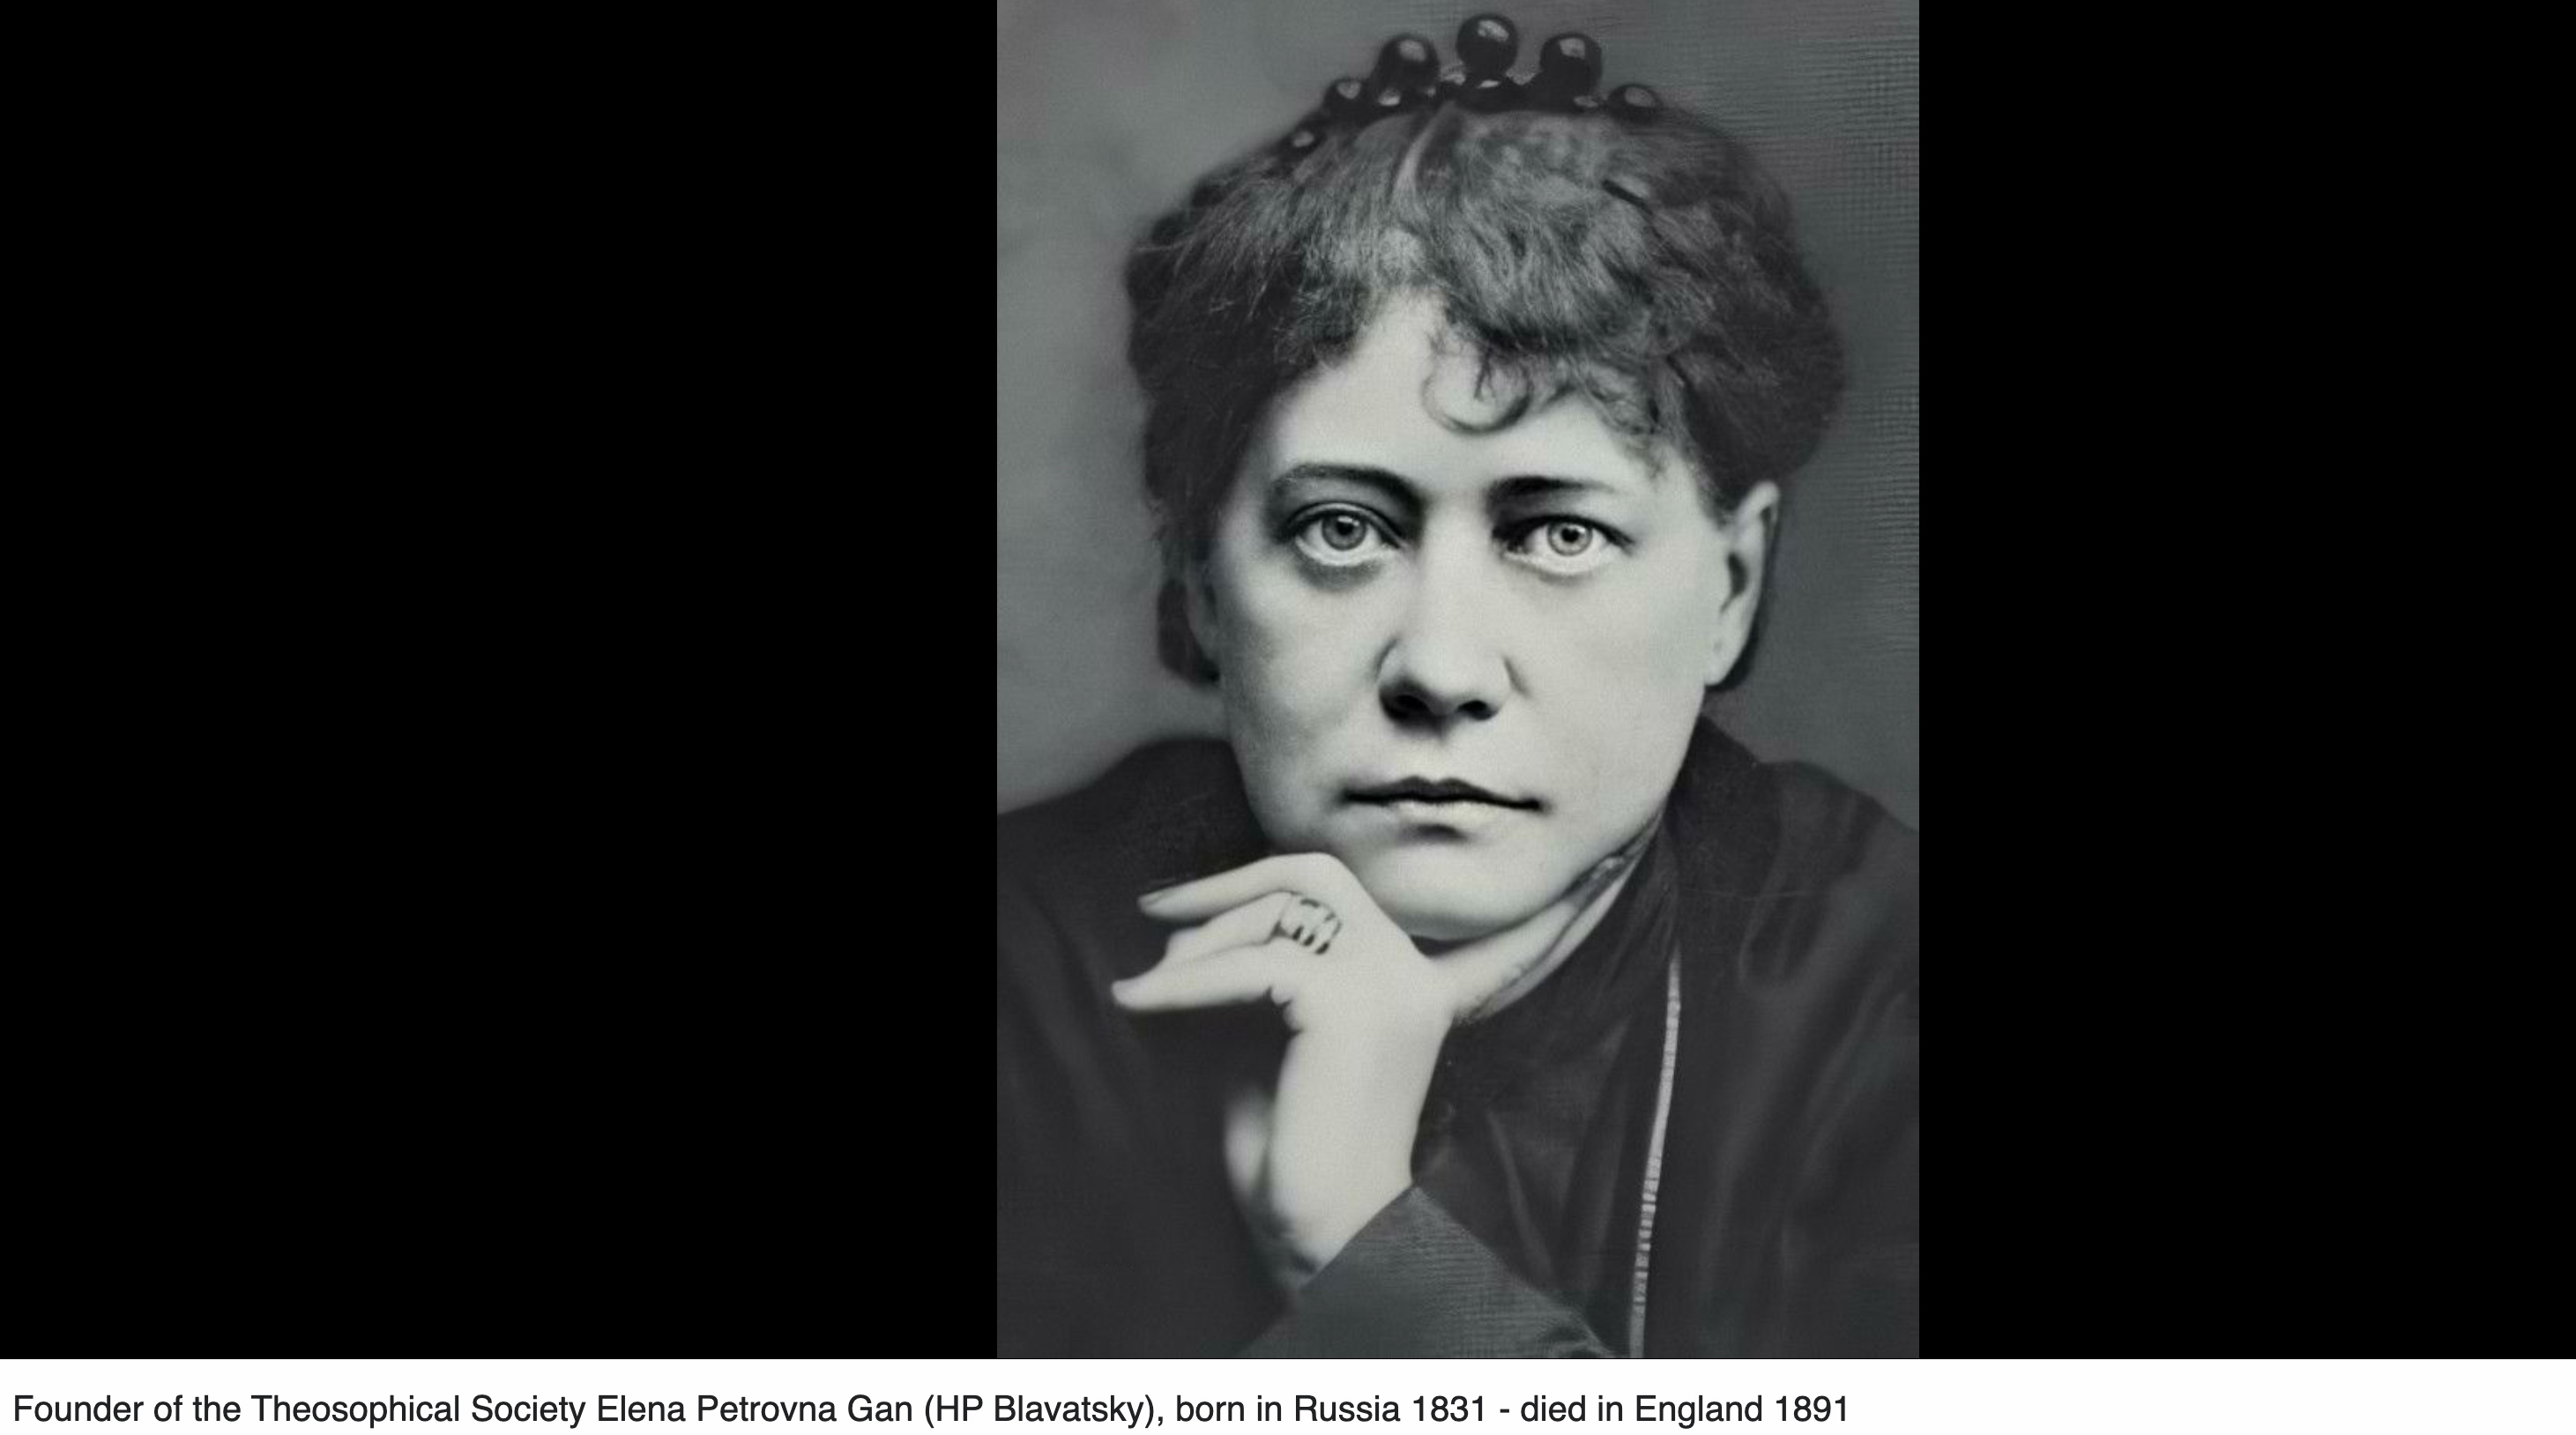 Founder of the Theosophical Society Elena Petrovna Gan (HP Blavatsky), born in Russia 1831 - died in England 1891